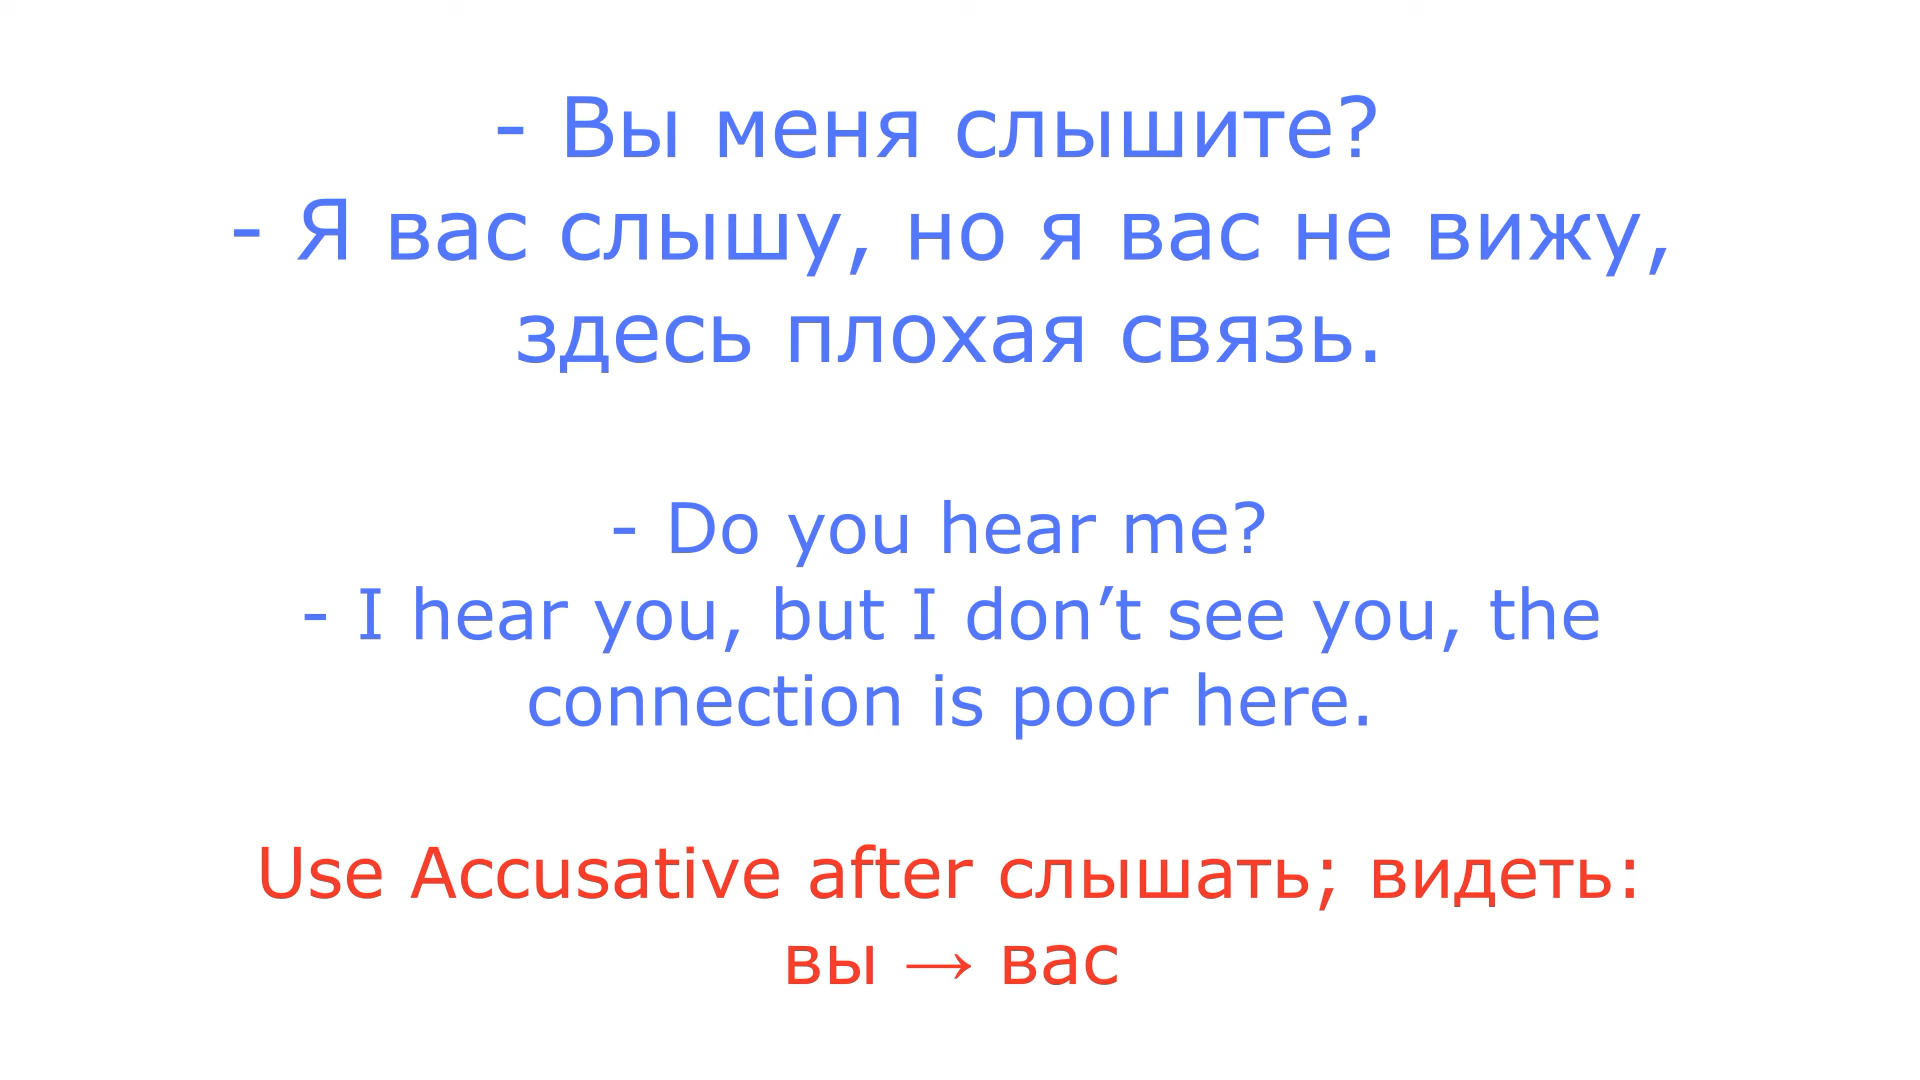 - Вы меня слышите?
- Я вас слышу, но я вас не вижу,
здесь плохая связь.
- Do you hear me?
- I hear you, but I don’t see you, the
connection is poor here.
Use Accusative after слышать; видеть:
вы → вас